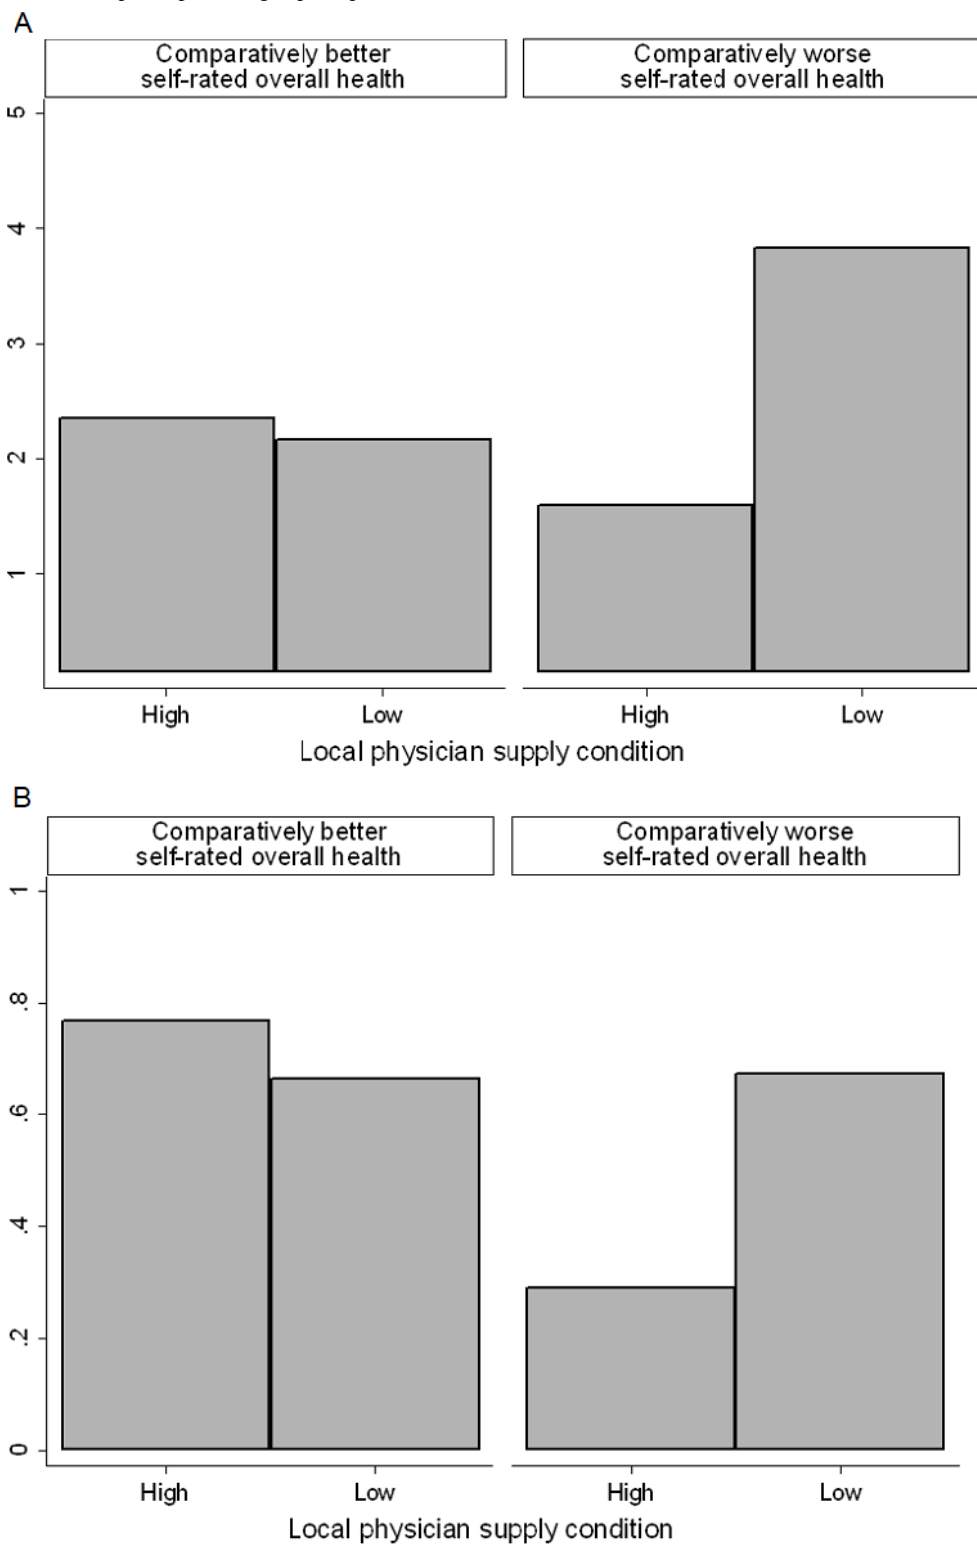 A
Comparatively better
self-rated overall health
Comparatively worse
self-rated overall health
5
4
3
2
1
High
Low
High
Low
Local physician supply condition
B
Comparatively better
self-rated overall health
Comparatively worse
self-rated overall health
1
.8
.6
.4
.2
0
High
Low
High
Low
Local physician supply condition